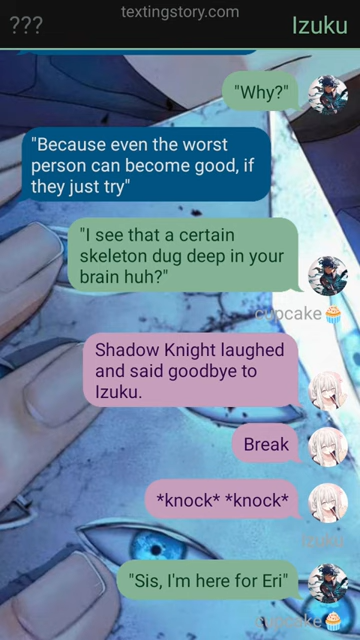 textingstory.com
??? Izuku
"Why?"
"Because even the worst
person can become good, if
they just try"
"I see that a certain
skeleton dug deep in your
brain huh?"
cupcake🧁
Shadow Knight laughed
and said goodbye to
Izuku.
Break
*knock* *knock*
Izuku
"Sis, I'm here for Eri"
cupcake🧁